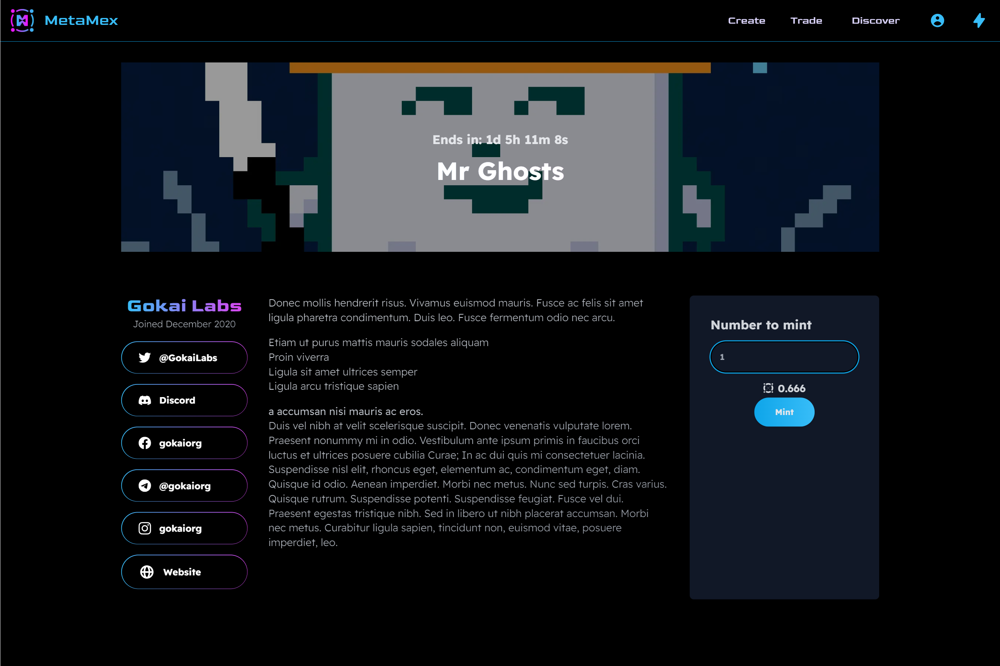 MetaMex
Create Trade Discover
Ends in: 1d 5h 11m 8s
Mr Ghosts
Gokai Labs
Joined December 2020
@GokaiLabs
Discord
gokaiorg
@gokaiorg
gokaiorg
Website
Donec mollis hendrerit risus. Vivamus euismod mauris. Fusce ac felis sit amet
ligula pharetra condimentum. Duis leo. Fusce fermentum odio nec arcu.
Etiam ut purus mattis mauris sodales aliquam
Proin viverra
Ligula sit amet ultrices semper
Ligula arcu tristique sapien
a accumsan nisi mauris ac eros.
Duis vel nibh at velit scelerisque suscipit. Donec venenatis vulputate lorem.
Praesent nonummy mi in odio. Vestibulum ante ipsum primis in faucibus orci
luctus et ultrices posuere cubilia Curae; In ac dui quis mi consectetuer lacinia.
Suspendisse nisl elit, rhoncus eget, elementum ac, condimentum eget, diam.
Quisque id odio. Aenean imperdiet. Morbi nec metus. Nunc sed turpis. Cras varius.
Quisque rutrum. Suspendisse potenti. Suspendisse feugiat. Fusce vel dui.
Praesent egestas tristique nibh. Sed in libero ut nibh placerat accumsan. Morbi
nec metus. Curabitur ligula sapien, tincidunt non, euismod vitae, posuere
imperdiet, leo.
Number to mint
1
0.666
Mint